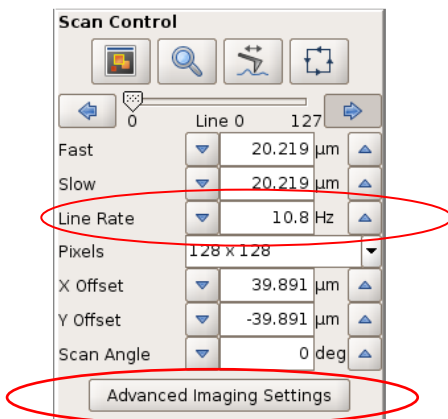 Scan Control
0 Line 0 127
Fast 20.219 µm
Slow 20.219 µm
Line Rate 10.8 Hz
Pixels 128 x 128
X Offset 39.891 µm
Y Offset -39.891 µm
Scan Angle 0 deg
Advanced Imaging Settings